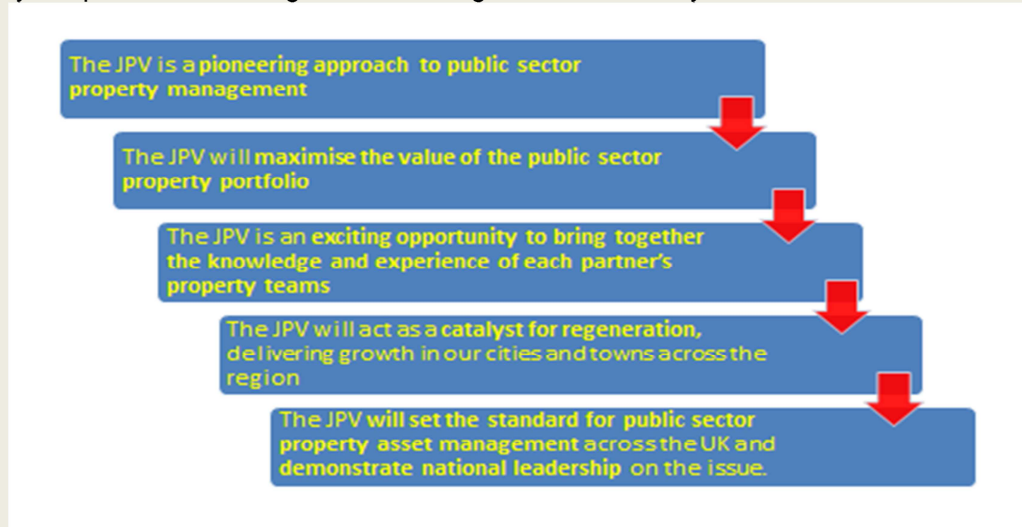 The JPV is a pioneering approach to public sector
property management
The JPV will maximise the value of the public sector
property portfolio
The JPV is an exciting opportunity to bring together
the knowledge and experience of each partner's
property teams
The JPV will act as a catalyst for regeneration,
delivering growth in our cities and towns across the
region
The JPV will set the standard for public sector
property asset management across the UK and
demonstrate national leadership on the issue.